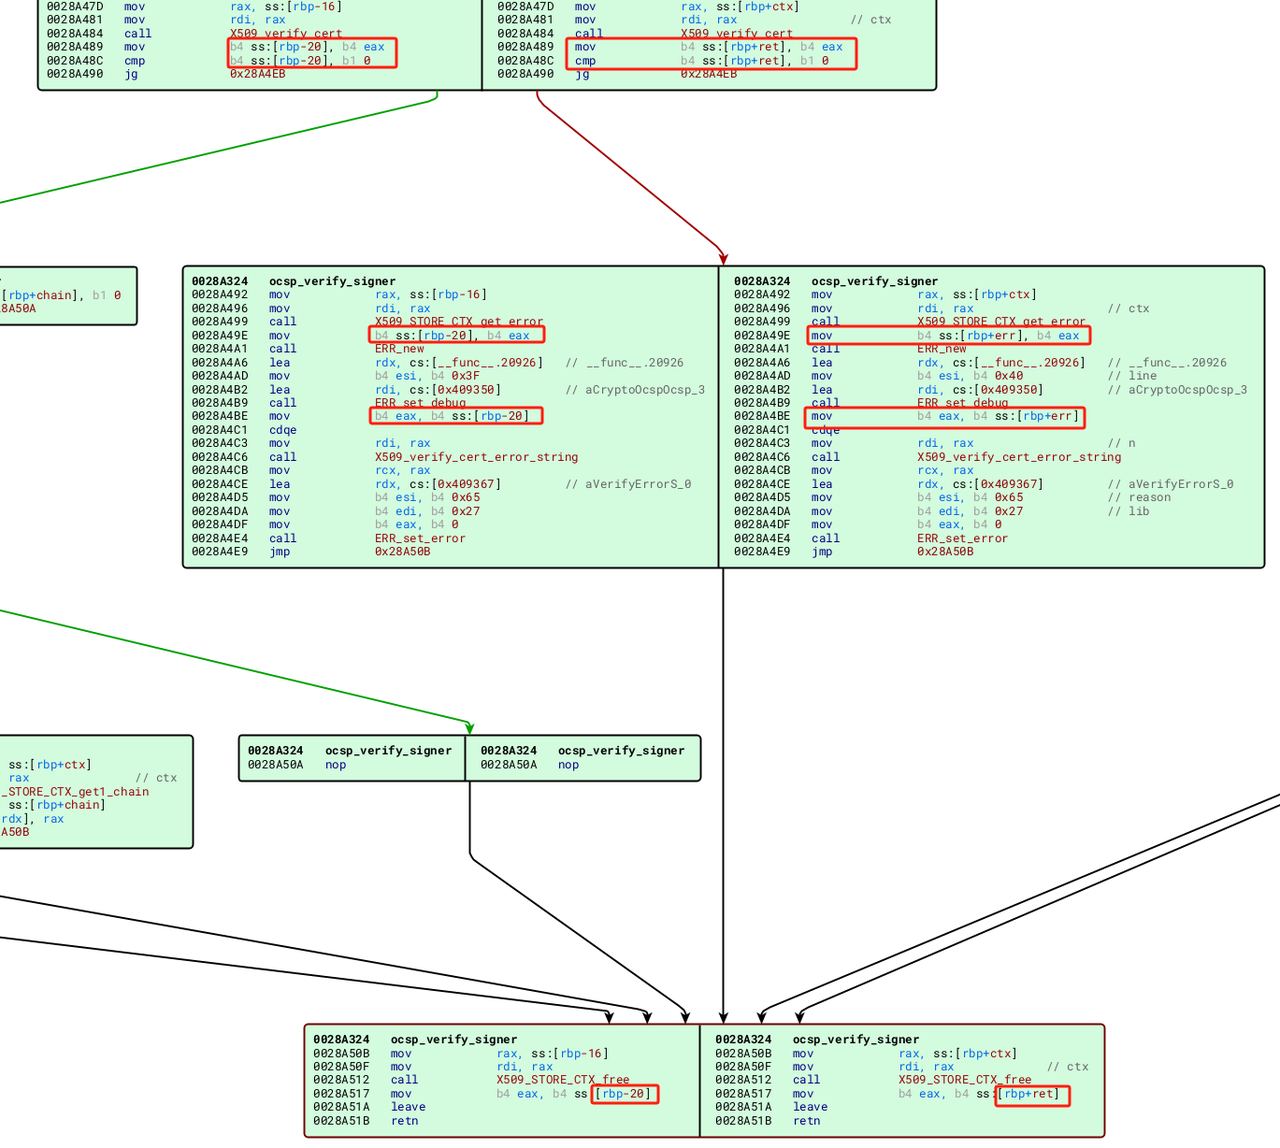 0028A47D mov rax, ss:[rbp-16]
0028A481 mov rdi, rax
0028A484 call X509_verify_cert
0028A489 mov b4 ss:[rbp-20], b4 eax
0028A48C cmp b4 ss:[rbp-20], b1 0
0028A490 jg 0x28A4EB
0028A47D mov rax, ss:[rbp+ctx]
0028A481 mov rdi, rax // ctx
0028A484 call X509_verify_cert
0028A489 mov b4 ss:[rbp+ret], b4 eax
0028A48C cmp b4 ss:[rbp+ret], b1 0
0028A490 jg 0x28A4EB
[rbp+chain], b1 0
8A50A
0028A324 ocsp_verify_signer
0028A492 mov rax, ss:[rbp-16]
0028A496 mov rdi, rax
0028A499 call X509_STORE_CTX_get_error
0028A49E mov b4 ss:[rbp-20], b4 eax
0028A4A1 call ERR_new
0028A4A6 lea rdx, cs:[__func__.20926] // __func__.20926
0028A4AD mov b4 esi, b4 0x3F
0028A4B2 lea rdi, cs:[0x409350] // aCryptoOcspOcsp_3
0028A4B9 call ERR_set_debug
0028A4BE mov b4 eax, b4 ss:[rbp-20]
0028A4C1 cdqe
0028A4C3 mov rdi, rax
0028A4C6 call X509_verify_cert_error_string
0028A4CB mov rcx, rax
0028A4CE lea rdx, cs:[0x409367] // aVerifyErrorS_0
0028A4D5 mov b4 esi, b4 0x65
0028A4DA mov b4 edi, b4 0x27
0028A4DF mov b4 eax, b4 0
0028A4E4 call ERR_set_error
0028A4E9 jmp 0x28A50B
0028A324 ocsp_verify_signer
0028A492 mov rax, ss:[rbp+ctx]
0028A496 mov rdi, rax // ctx
0028A499 call X509_STORE_CTX_get_error
0028A49E mov b4 ss:[rbp+err], b4 eax
0028A4A1 call ERR_new
0028A4A6 lea rdx, cs:[__func__.20926] // __func__.20926
0028A4AD mov b4 esi, b4 0x40 // line
0028A4B2 lea rdi, cs:[0x409350] // aCryptoOcspOcsp_3
0028A4B9 call ERR_set_debug
0028A4BE mov b4 eax, b4 ss:[rbp+err]
0028A4C1 cdqe
0028A4C3 mov rdi, rax // n
0028A4C6 call X509_verify_cert_error_string
0028A4CB mov rcx, rax
0028A4CE lea rdx, cs:[0x409367] // aVerifyErrorS_0
0028A4D5 mov b4 esi, b4 0x65 // reason
0028A4DA mov b4 edi, b4 0x27 // lib
0028A4DF mov b4 eax, b4 0
0028A4E4 call ERR_set_error
0028A4E9 jmp 0x28A50B
ss:[rbp+ctx]
rax // ctx
_STORE_CTX_get1_chain
ss:[rbp+chain]
rdx], rax
A50B
0028A324 ocsp_verify_signer
0028A50A nop
0028A324 ocsp_verify_signer
0028A50A nop
0028A324 ocsp_verify_signer
0028A50B mov rax, ss:[rbp-16]
0028A50F mov rdi, rax
0028A512 call X509_STORE_CTX_free
0028A517 mov b4 eax, b4 ss:[rbp-20]
0028A51A leave
0028A51B retn
0028A324 ocsp_verify_signer
0028A50B mov rax, ss:[rbp+ctx]
0028A50F mov rdi, rax // ctx
0028A512 call X509_STORE_CTX_free
0028A517 mov b4 eax, b4 ss:[rbp+ret]
0028A51A leave
0028A51B retn